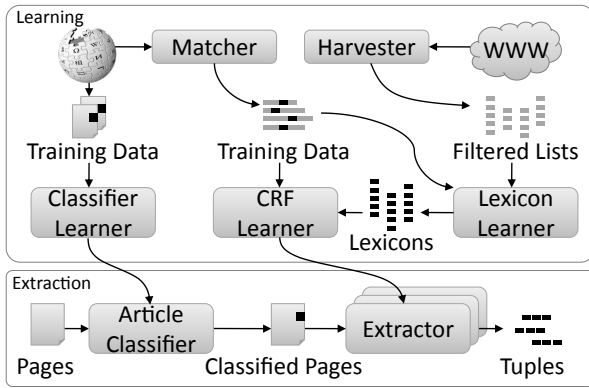 Learning
Matcher
Harvester
WWW
Training Data
Training Data
Filtered Lists
Classifier
Learner
CRF
Learner
Lexicons
Lexicon
Learner
Extraction
Pages
Article
Classifier
Classified Pages
Extractor
Tuples